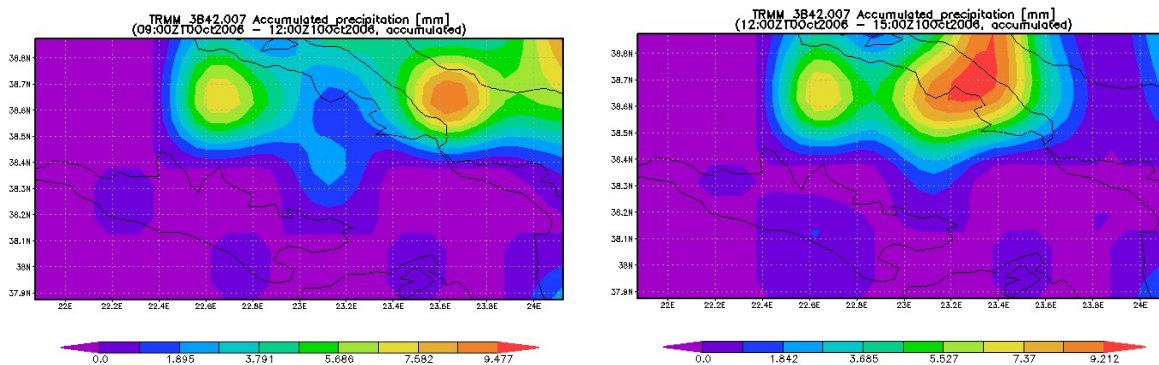 TRMM_3B42.007 Accumulated precipitation [mm]
(09:00Z10Oct2006 – 12:00Z10Oct2006, accumulated)
38.8N
38.7N
38.6N
38.5N
38.4N
38.3N
38.2N
38.1N
38N
37.9N
22E 22.2E 22.4E 22.6E 22.8E 23E 23.2E 23.4E 23.6E 23.8E 24E
0.0 1.895 3.791 5.686 7.582 9.477
TRMM_3B42.007 Accumulated precipitation [mm]
(12:00Z10Oct2006 – 15:00Z10Oct2006, accumulated)
38.8N
38.7N
38.6N
38.5N
38.4N
38.3N
38.2N
38.1N
38N
37.9N
22E 22.2E 22.4E 22.6E 22.8E 23E 23.2E 23.4E 23.6E 23.8E 24E
0.0 1.842 3.685 5.527 7.37 9.212